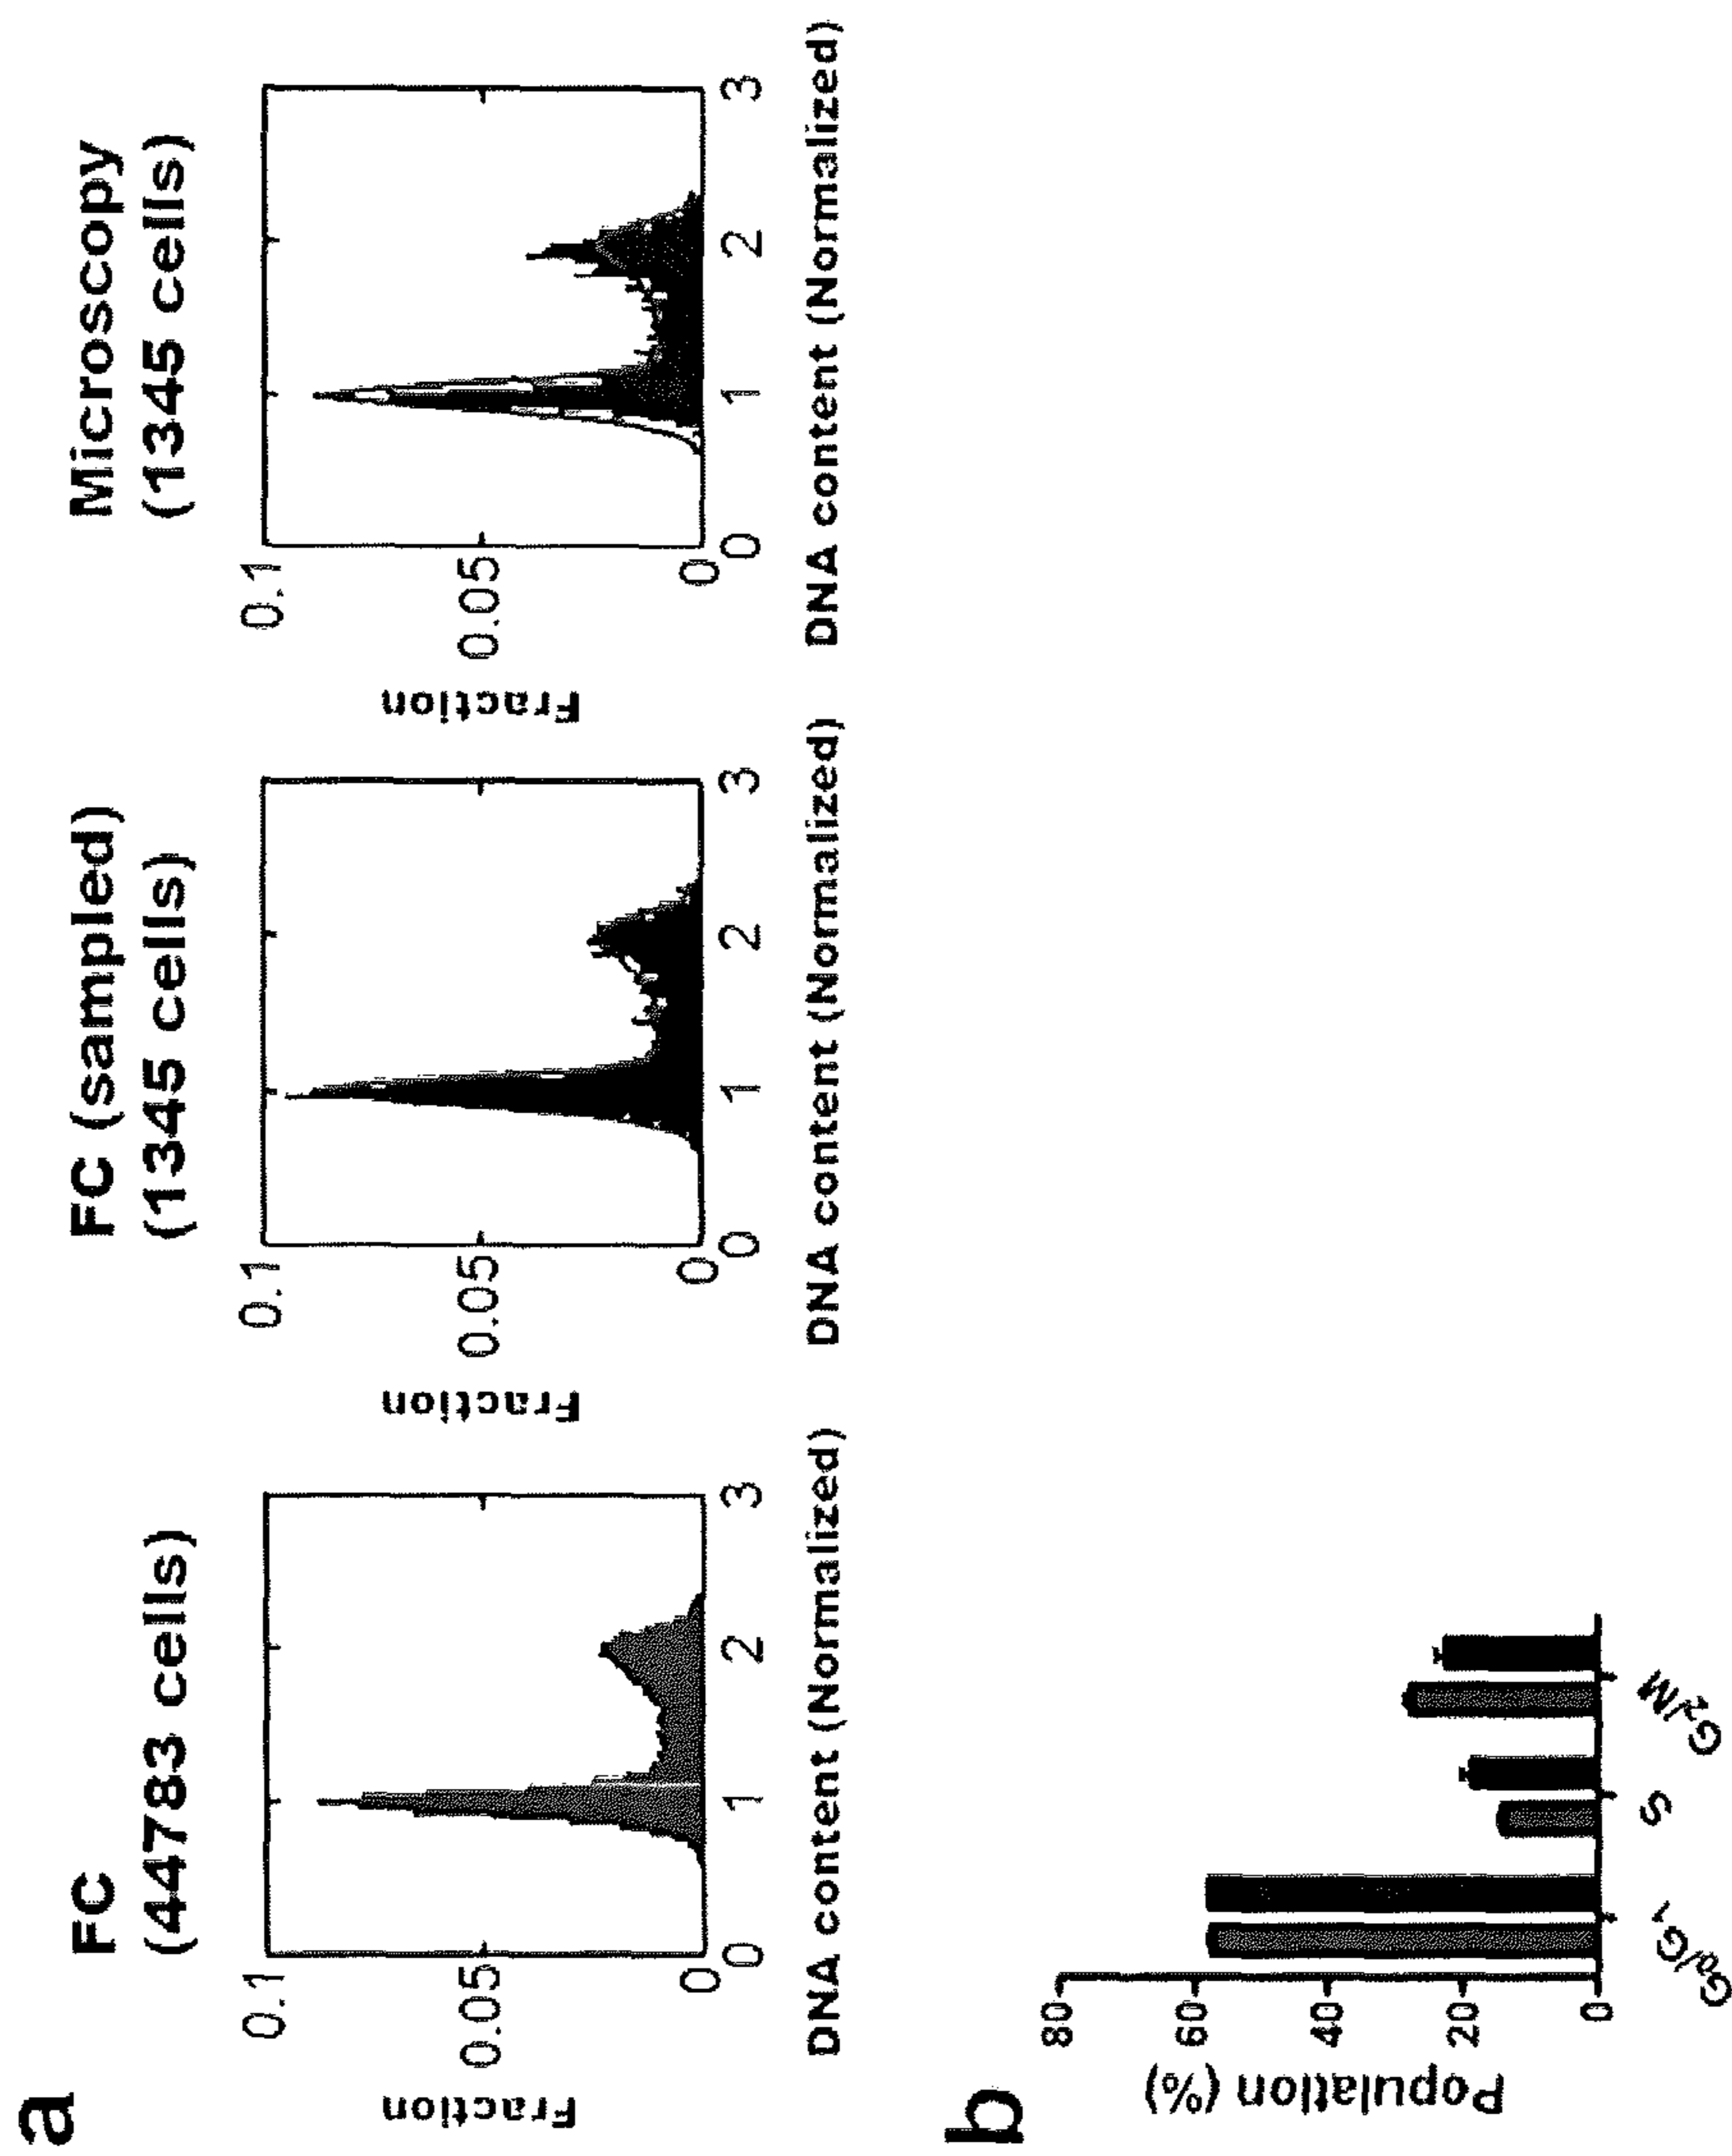 a
FC
(44783 cells)
Fraction
0.1
0.05
0
0
1
2
3
DNA content (Normalized)
FC (sampled)
(1345 cells)
Fraction
0.1
0.05
0
0
1
2
3
DNA content (Normalized)
Microscopy
(1345 cells)
Fraction
0.1
0.05
0
0
1
2
3
DNA content (Normalized)
b
Population (%)
80
60
40
20
0
G₀/G₁
S
G₂/M